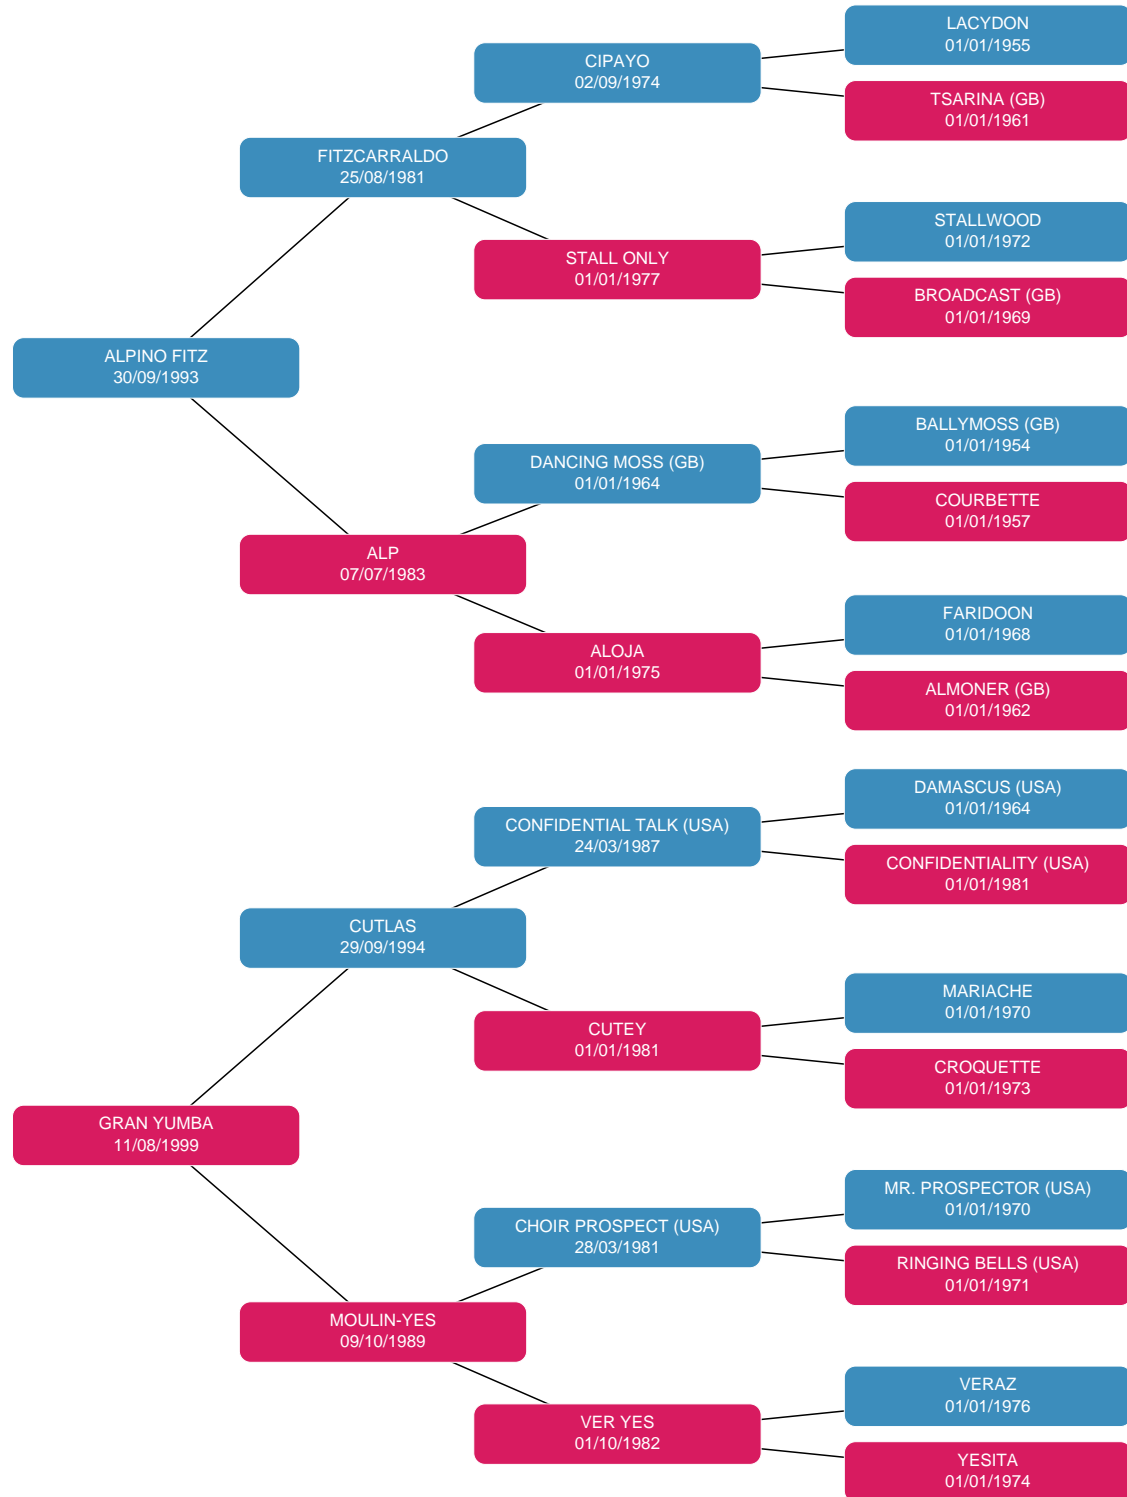 LACYDON
01/01/1955
CIPAYO
02/09/1974
TSARINA (GB)
01/01/1961
FITZCARRALDO
25/08/1981
STALLWOOD
01/01/1972
STALL ONLY
01/01/1977
BROADCAST (GB)
01/01/1969
ALPINO FITZ
30/09/1993
BALLYMOSS (GB)
01/01/1954
DANCING MOSS (GB)
01/01/1964
COURBETTE
01/01/1957
ALP
07/07/1983
FARIDOON
01/01/1968
ALOJA
01/01/1975
ALMONER (GB)
01/01/1962
DAMASCUS (USA)
01/01/1964
CONFIDENTIAL TALK (USA)
24/03/1987
CONFIDENTIALITY (USA)
01/01/1981
CUTLAS
29/09/1994
MARIACHE
01/01/1970
CUTEY
01/01/1981
CROQUETTE
01/01/1973
GRAN YUMBA
11/08/1999
MR. PROSPECTOR (USA)
01/01/1970
CHOIR PROSPECT (USA)
28/03/1981
RINGING BELLS (USA)
01/01/1971
MOULIN-YES
09/10/1989
VERAZ
01/01/1976
VER YES
01/10/1982
YESITA
01/01/1974